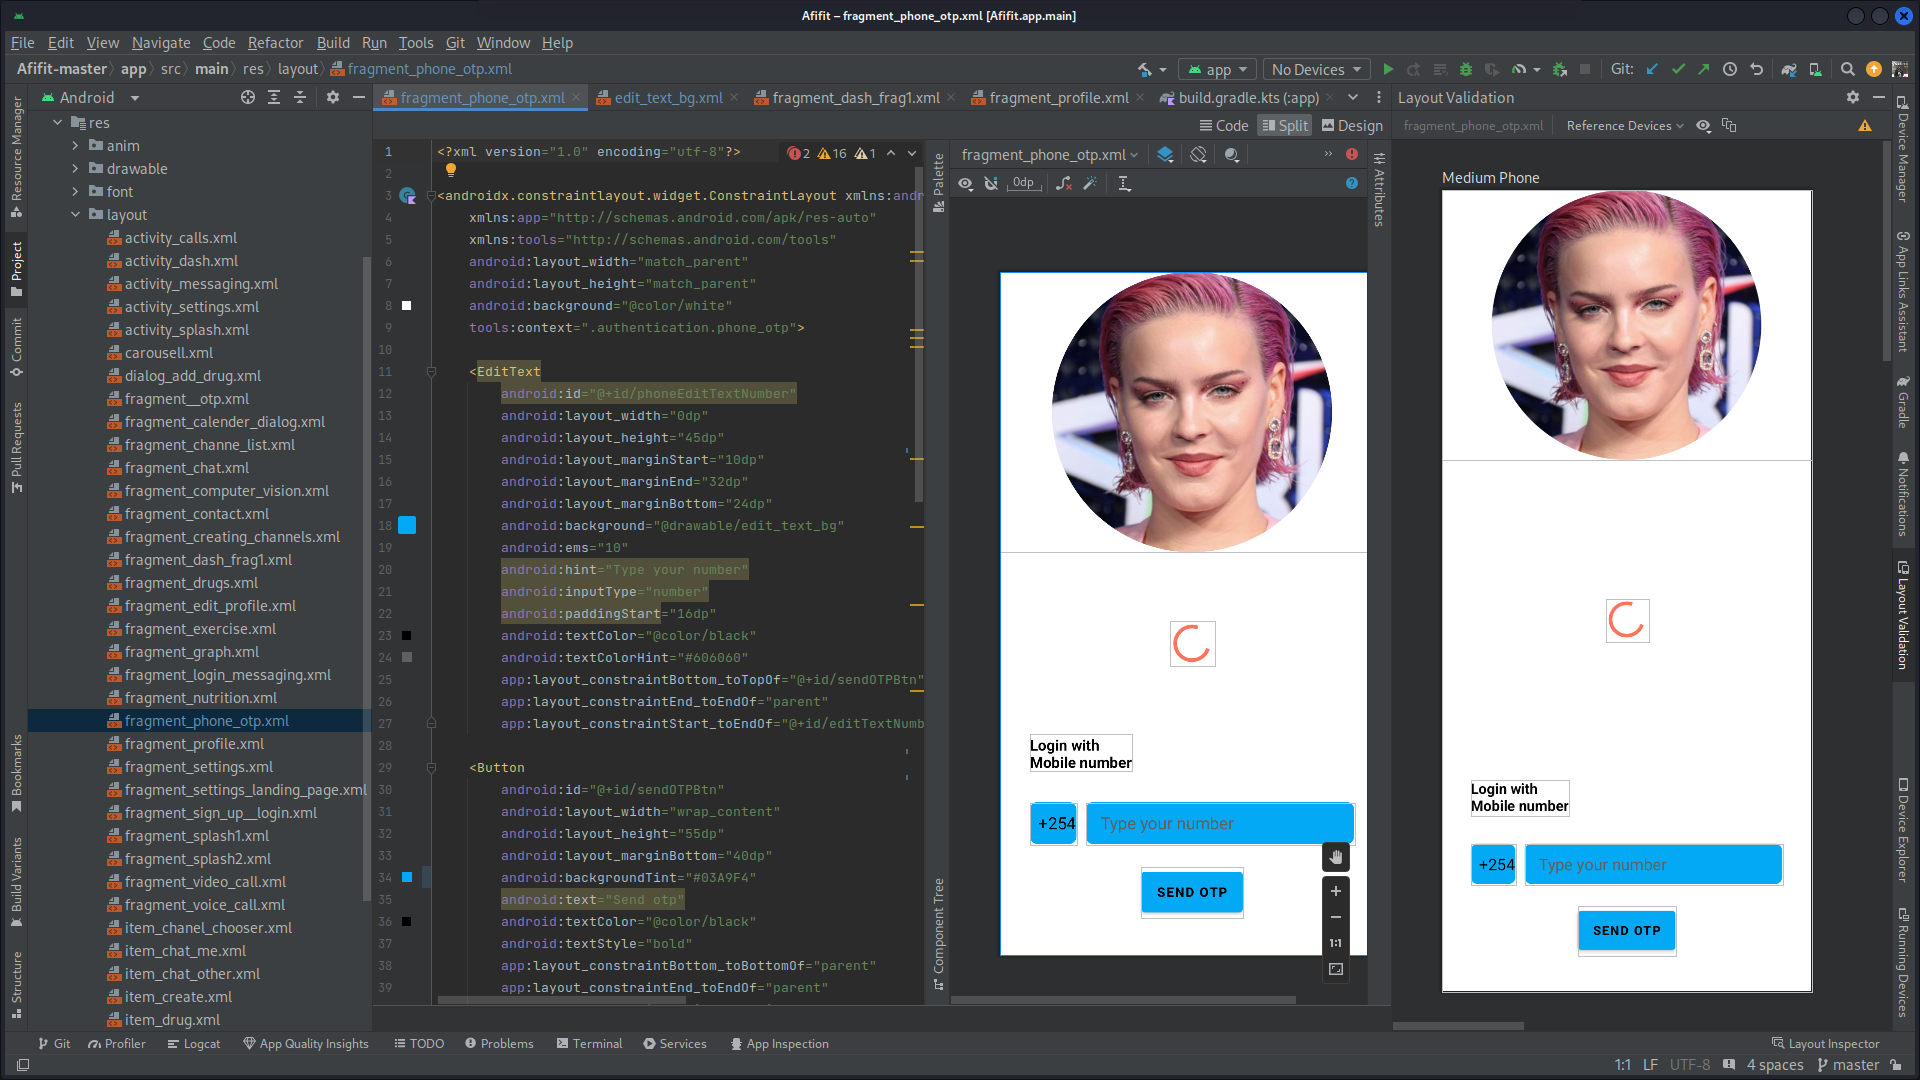 Afifit – fragment_phone_otp.xml [Afifit.app.main]
File Edit View Navigate Code Refactor Build Run Tools Git Window Help
Afifit-master app src main res layout fragment_phone_otp.xml
app No Devices Git:
Android
fragment_phone_otp.xml edit_text_bg.xml fragment_dash_frag1.xml fragment_profile.xml build.gradle.kts (:app)
Layout Validation
Code Split Design
fragment_phone_otp.xml Reference Devices
Resource Manager
Project
Commit
Pull Requests
Bookmarks
Build Variants
Structure
res
anim
drawable
font
layout
activity_calls.xml
activity_dash.xml
activity_messaging.xml
activity_settings.xml
activity_splash.xml
carousell.xml
dialog_add_drug.xml
fragment__otp.xml
fragment_calender_dialog.xml
fragment_channe_list.xml
fragment_chat.xml
fragment_computer_vision.xml
fragment_contact.xml
fragment_creating_channels.xml
fragment_dash_frag1.xml
fragment_drugs.xml
fragment_edit_profile.xml
fragment_exercise.xml
fragment_graph.xml
fragment_login_messaging.xml
fragment_nutrition.xml
fragment_phone_otp.xml
fragment_profile.xml
fragment_settings.xml
fragment_settings_landing_page.xml
fragment_sign_up__login.xml
fragment_splash1.xml
fragment_splash2.xml
fragment_video_call.xml
fragment_voice_call.xml
item_chanel_chooser.xml
item_chat_me.xml
item_chat_other.xml
item_create.xml
item_drug.xml
2 16 1
1 <?xml version="1.0" encoding="utf-8"?>
2
3 <androidx.constraintlayout.widget.ConstraintLayout xmlns:andr
4 xmlns:app="http://schemas.android.com/apk/res-auto"
5 xmlns:tools="http://schemas.android.com/tools"
6 android:layout_width="match_parent"
7 android:layout_height="match_parent"
8 android:background="@color/white"
9 tools:context=".authentication.phone_otp">
10
11 <EditText
12 android:id="@+id/phoneEditTextNumber"
13 android:layout_width="0dp"
14 android:layout_height="45dp"
15 android:layout_marginStart="10dp"
16 android:layout_marginEnd="32dp"
17 android:layout_marginBottom="24dp"
18 android:background="@drawable/edit_text_bg"
19 android:ems="10"
20 android:hint="Type your number"
21 android:inputType="number"
22 android:paddingStart="16dp"
23 android:textColor="@color/black"
24 android:textColorHint="#606060"
25 app:layout_constraintBottom_toTopOf="@+id/sendOTPBtn"
26 app:layout_constraintEnd_toEndOf="parent"
27 app:layout_constraintStart_toEndOf="@+id/editTextNumb
28
29 <Button
30 android:id="@+id/sendOTPBtn"
31 android:layout_width="wrap_content"
32 android:layout_height="55dp"
33 android:layout_marginBottom="40dp"
34 android:backgroundTint="#03A9F4"
35 android:text="Send otp"
36 android:textColor="@color/black"
37 android:textStyle="bold"
38 app:layout_constraintBottom_toBottomOf="parent"
39 app:layout_constraintEnd_toEndOf="parent"
Palette
Component Tree
fragment_phone_otp.xml
0dp
Login with
Mobile number
+254 Type your number
SEND OTP
1:1
Attributes
Medium Phone
Login with
Mobile number
+254 Type your number
SEND OTP
Device Manager
App Links Assistant
Gradle
Notifications
Layout Validation
Device Explorer
Running Devices
Git Profiler Logcat App Quality Insights TODO Problems Terminal Services App Inspection Layout Inspector
1:1 LF UTF-8 4 spaces master